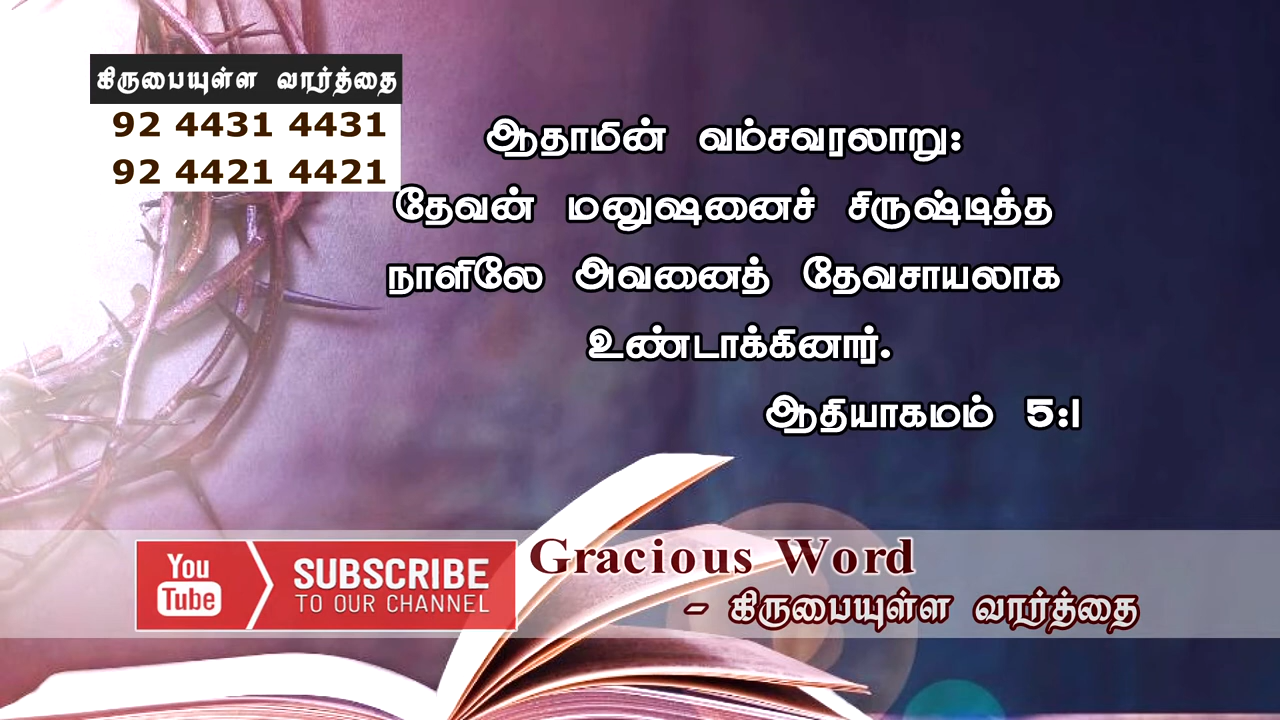 கிருபையுள்ள வார்த்தை
92 4431 4431
92 4421 4421
ஆதாமின் வம்சவரலாறு:
தேவன் மனுஷனைச் சிருஷ்டித்த
நாளிலே அவனைத் தேவசாயலாக
உண்டாக்கினார்.
ஆதியாகமம் 5:1
You
Tube
SUBSCRIBE
TO OUR CHANNEL
Gracious Word
- கிருபையுள்ள வார்த்தை